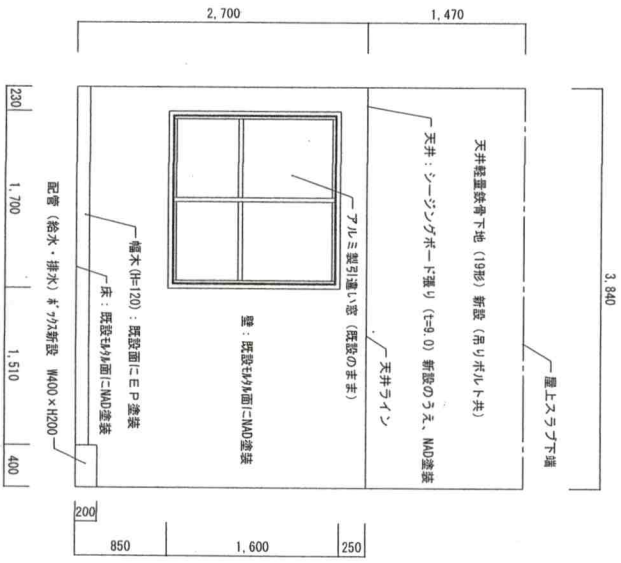 3,840
屋上スラブ下端
天井軽量鉄骨下地(19形)新設(吊りボルト共)
天井ライン
天井:シージングボード張り(t=9.0)新設のうえ、NAD塗装
アルミ製引違い窓(既設のまま)
壁:既設ﾓﾙﾀﾙ面にNAD塗装
幅木(H=120):既設面にEP塗装
床:既設ﾓﾙﾀﾙ面にNAD塗装
配管(給水・排水)ﾎﾞｯｸｽ新設 W400×H200
1,470
2,700
230
1,700
1,510
400
250
1,600
850
200